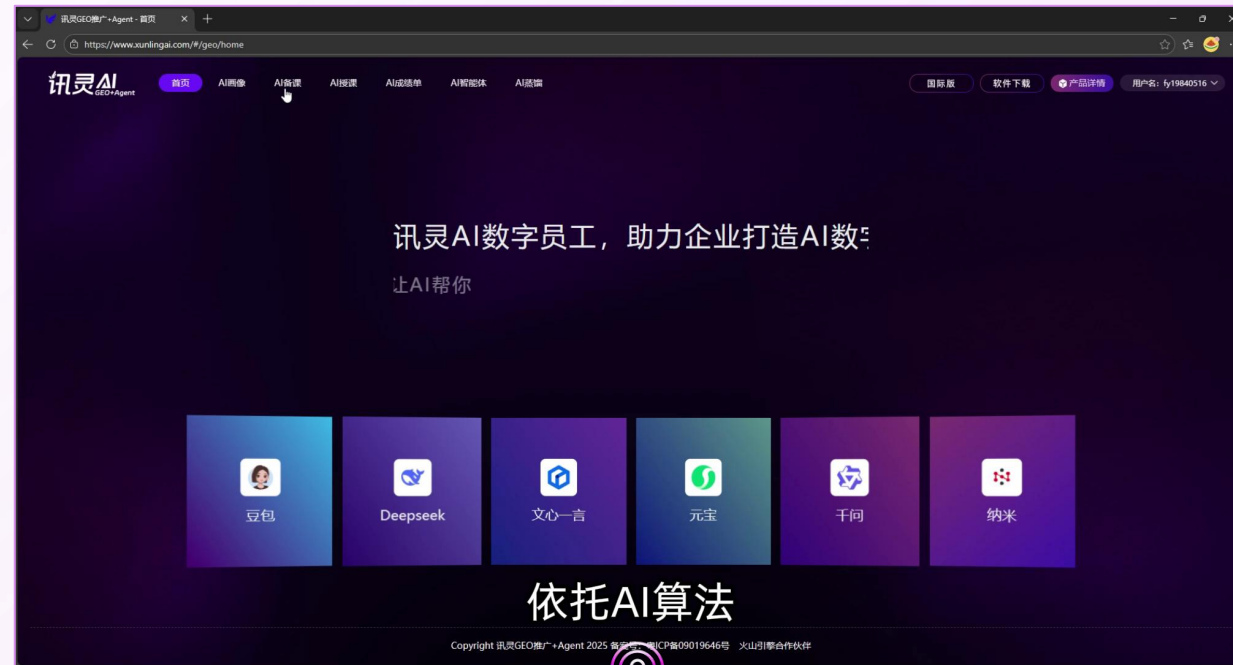 讯灵GEO推广+Agent - 首页
https://www.xunlingai.com/#/geo/home
讯灵AI GEO+Agent
首页 AI画像 AI备课 AI授课 AI成绩单 AI智能体 AI蒸馏
国际版 软件下载 产品详情 用户名：fy19840516
讯灵AI数字员工，助力企业打造AI数
让AI帮你
豆包 Deepseek 文心一言 元宝 千问 纳米
依托AI算法
Copyright 讯灵GEO推广+Agent 2025 备案号：粤ICP备09019646号 火山引擎合作伙伴